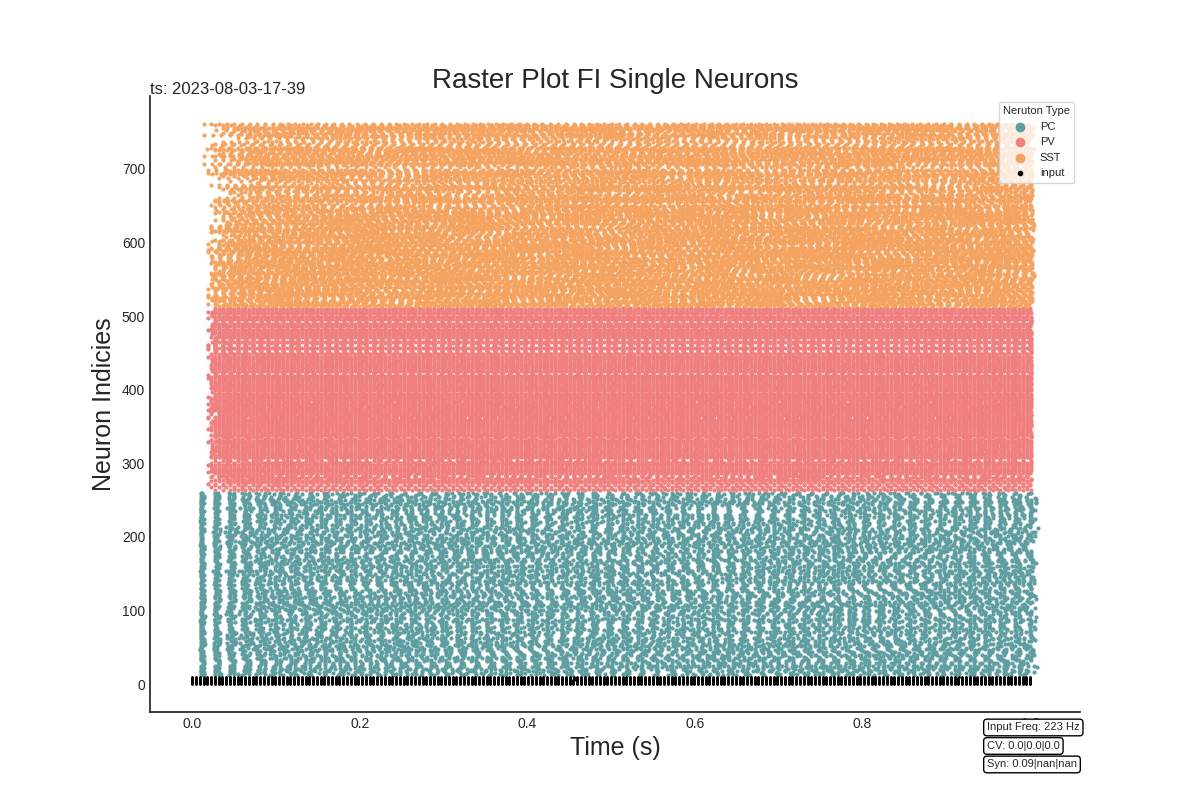 Raster Plot FI Single Neurons
ts: 2023-08-03-17-39
Neruton Type
PC
PV
SST
input
700
600
500
400
300
200
100
0
Neuron Indicies
0.0
0.2
0.4
0.6
0.8
Time (s)
Input Freq: 223 Hz
CV: 0.0|0.0|0.0
Syn: 0.09|nan|nan